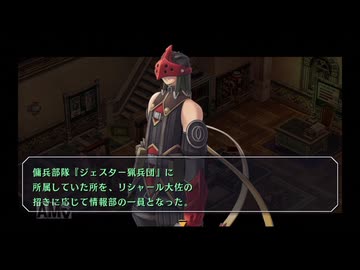 傭兵部隊『ジェスター猟兵団』に
所属していた所を、リシャール大佐の
招きに応じて情報部の一員となった。
AMG